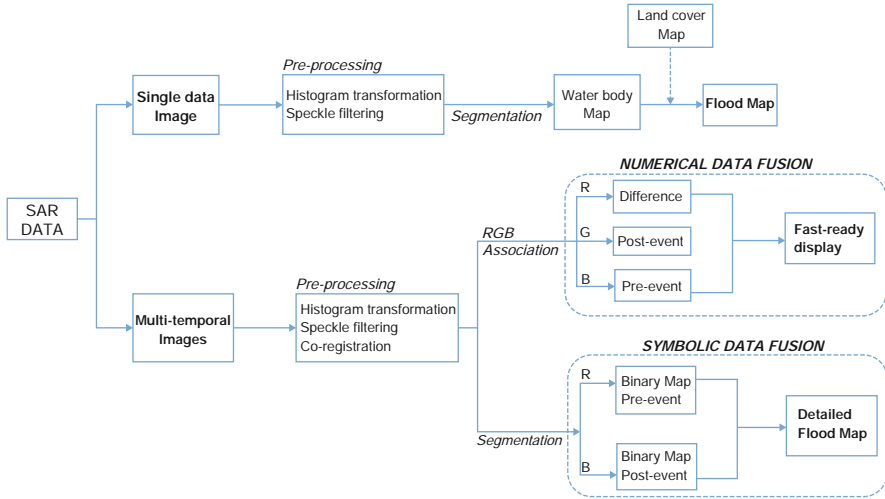 Land cover
Map
Pre-processing
Single data
Image
Histogram transformation
Speckle filtering
Segmentation
Water body
Map
Flood Map
SAR
DATA
NUMERICAL DATA FUSION
RGB
Association
R
Difference
G
Post-event
B
Pre-event
Fast-ready
display
Pre-processing
Multi-temporal
Images
Histogram transformation
Speckle filtering
Co-registration
SYMBOLIC DATA FUSION
Segmentation
R
Binary Map
Pre-event
B
Binary Map
Post-event
Detailed
Flood Map